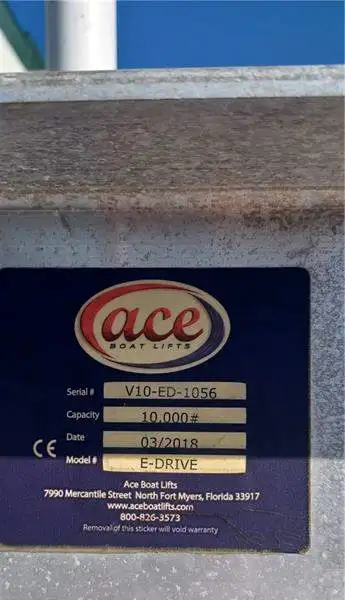 ace
BOAT LIFTS
Serial # V10-ED-1056
Capacity 10,000#
Date 03/2018
CE Model # E-DRIVE
Ace Boat Lifts
7990 Mercantile Street North Fort Myers, Florida 33917
www.aceboatlifts.com
800-826-3573
Removal of this sticker will void warranty